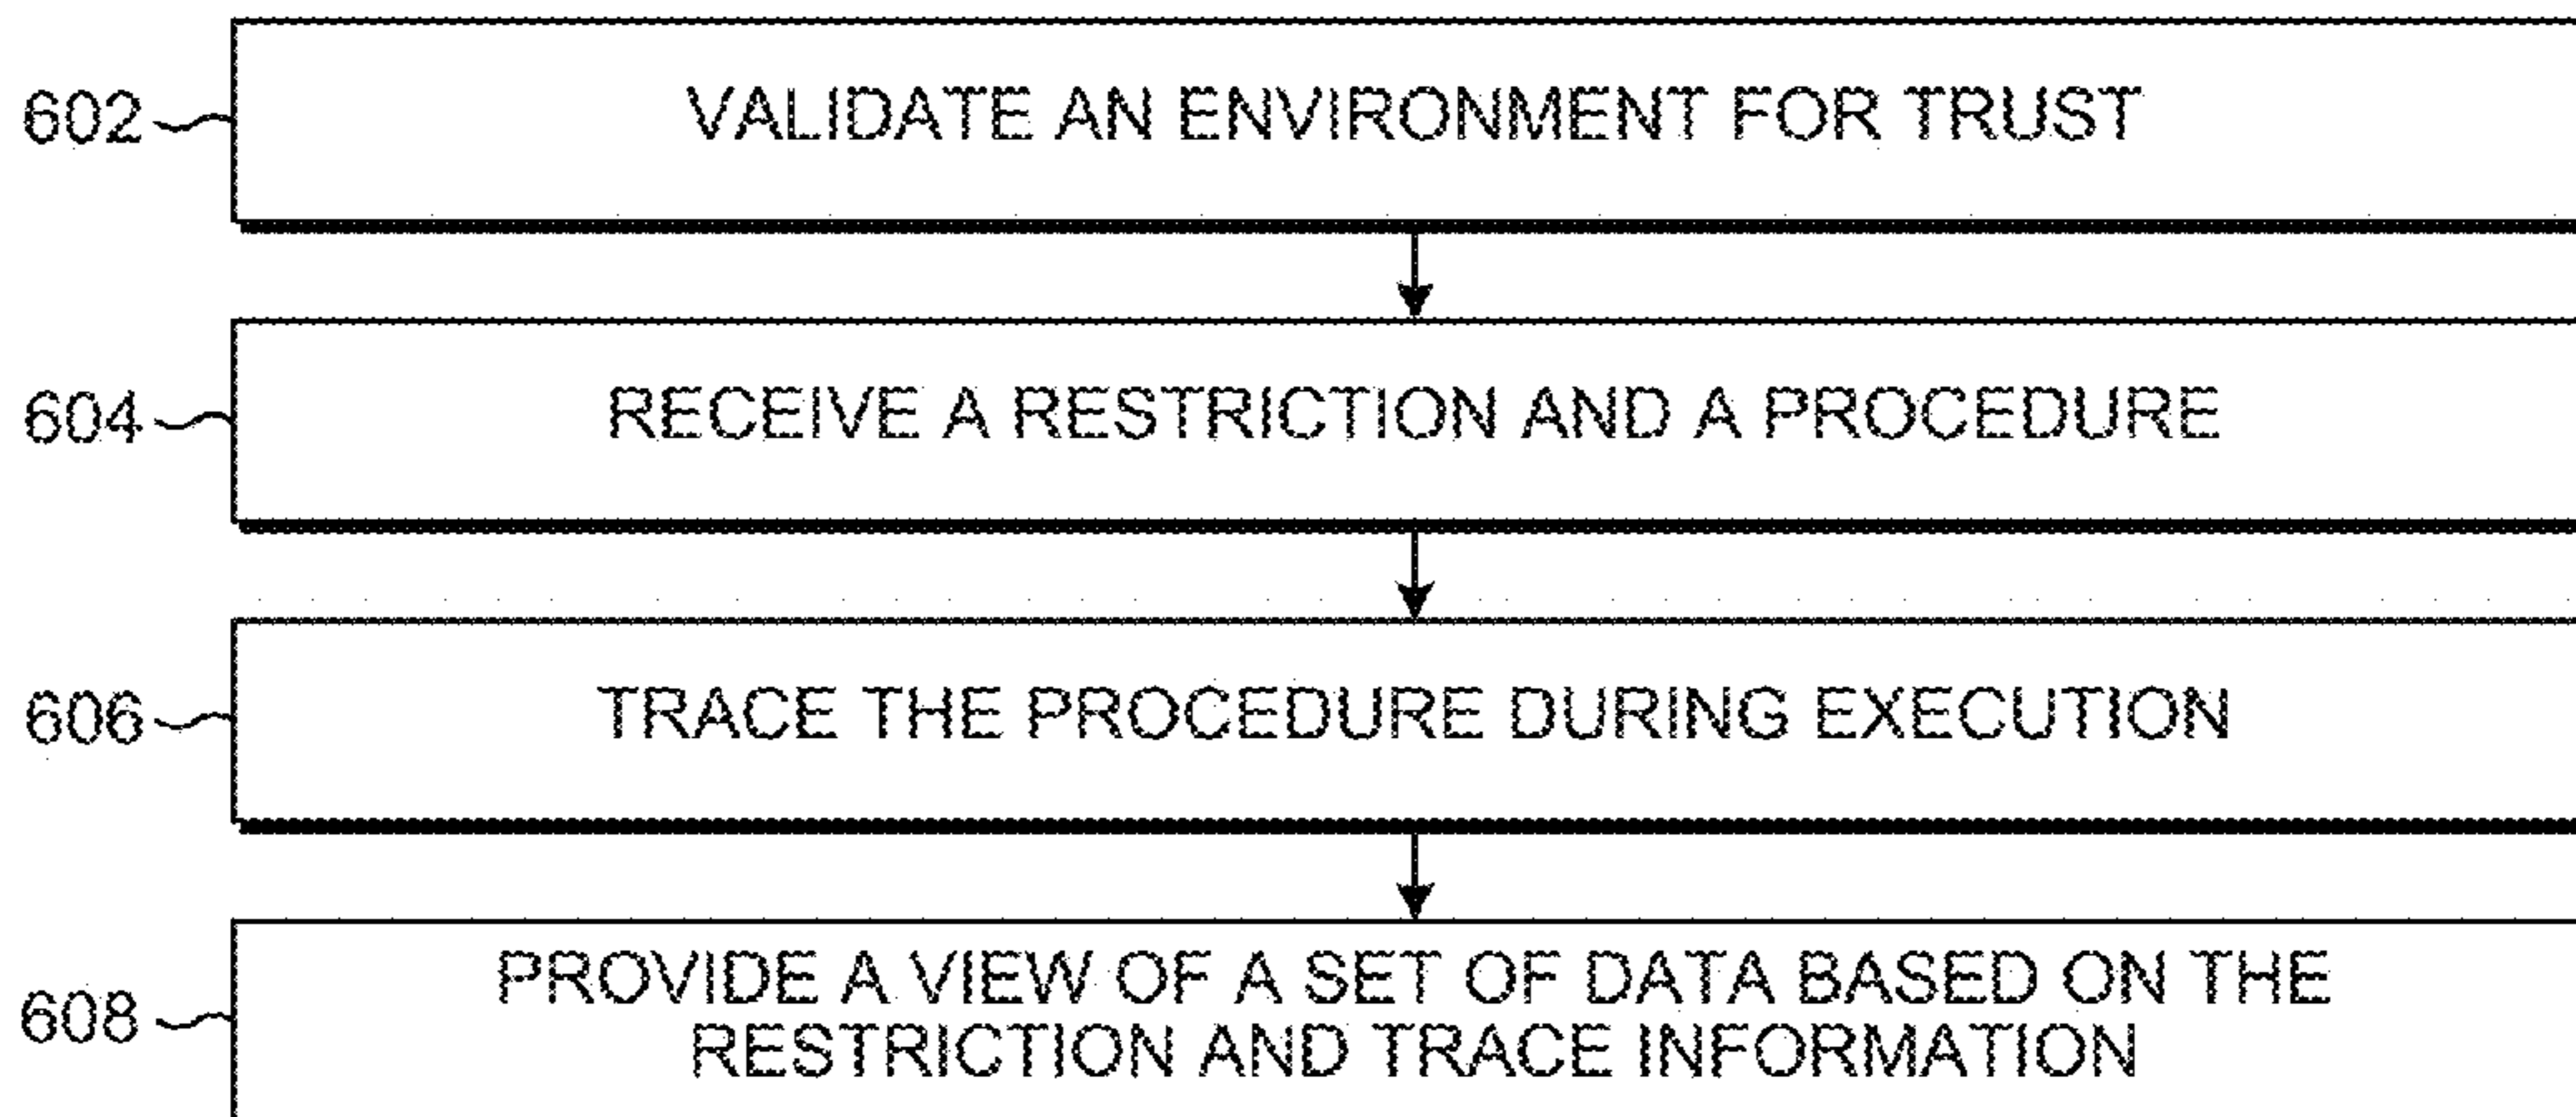 602
VALIDATE AN ENVIRONMENT FOR TRUST
604
RECEIVE A RESTRICTION AND A PROCEDURE
606
TRACE THE PROCEDURE DURING EXECUTION
608
PROVIDE A VIEW OF A SET OF DATA BASED ON THE
RESTRICTION AND TRACE INFORMATION